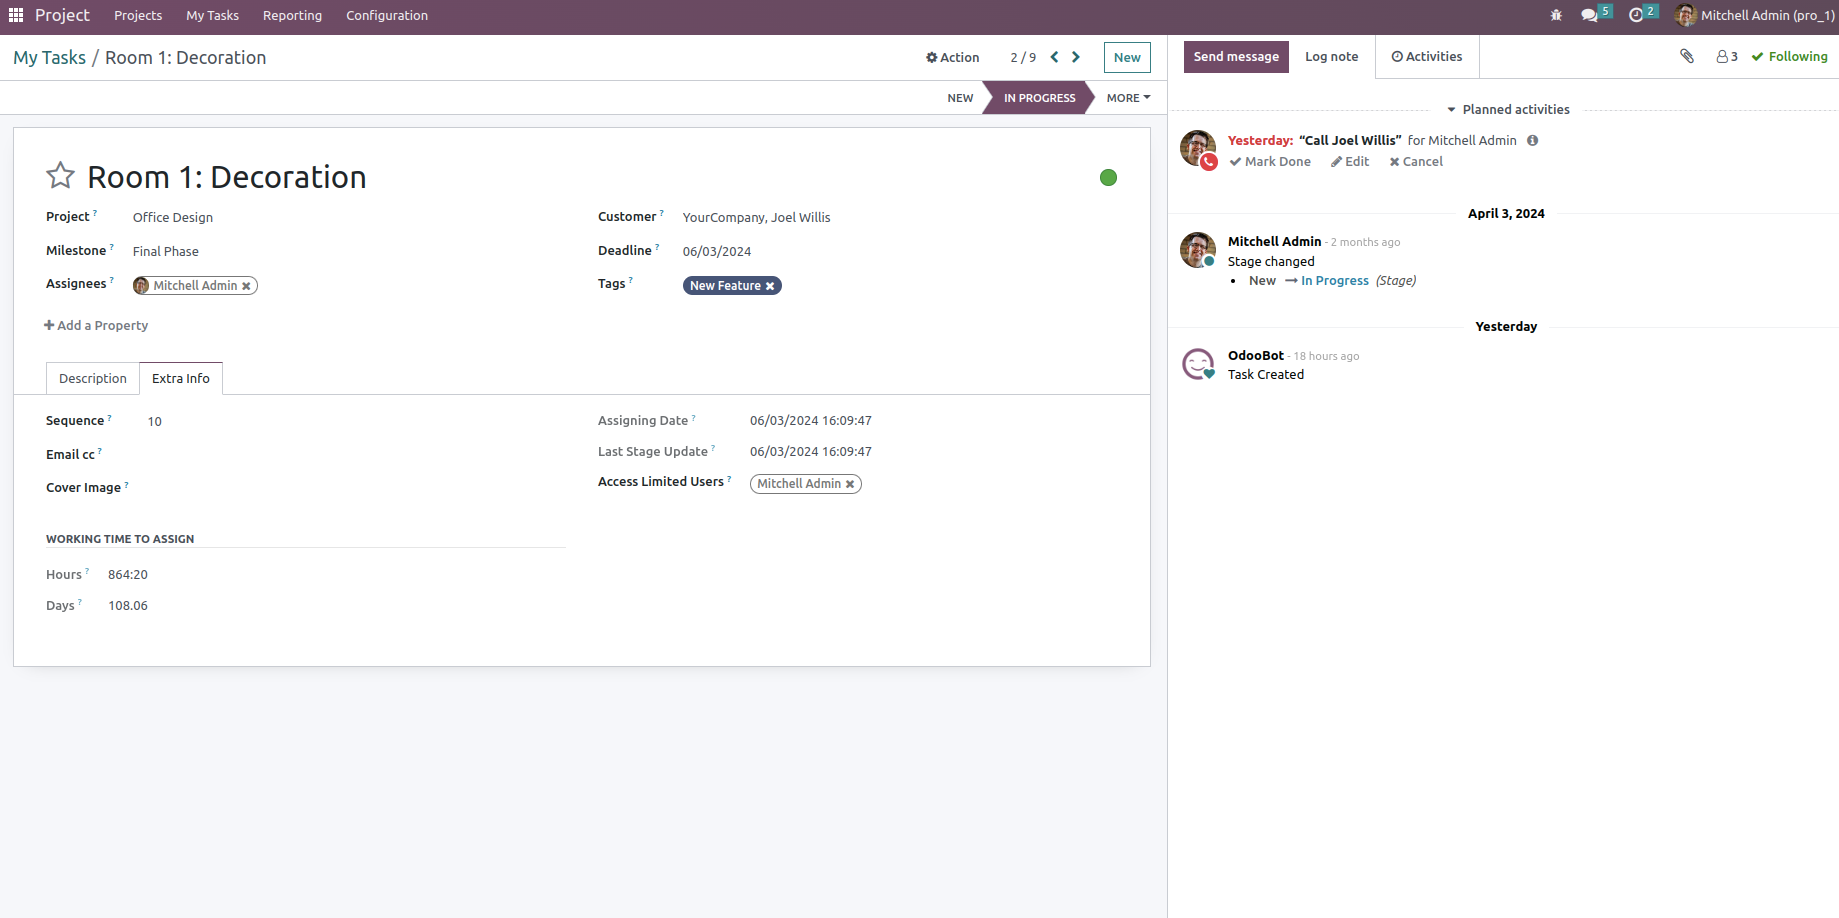 Project Projects My Tasks Reporting Configuration 5 2 Mitchell Admin (pro_1)
My Tasks / Room 1: Decoration Action 2 / 9 New
NEW IN PROGRESS MORE
Room 1: Decoration
Project ? Office Design Customer ? YourCompany, Joel Willis
Milestone ? Final Phase Deadline ? 06/03/2024
Assignees ? Mitchell Admin Tags ? New Feature
Add a Property
Description Extra Info
Sequence ? 10 Assigning Date ? 06/03/2024 16:09:47
Email cc ? Last Stage Update ? 06/03/2024 16:09:47
Cover Image ? Access Limited Users ? Mitchell Admin
WORKING TIME TO ASSIGN
Hours ? 864:20
Days ? 108.06
Send message Log note Activities 3 Following
Planned activities
Yesterday: “Call Joel Willis” for Mitchell Admin
Mark Done Edit Cancel
April 3, 2024
Mitchell Admin - 2 months ago
Stage changed
• New → In Progress (Stage)
Yesterday
OdooBot - 18 hours ago
Task Created